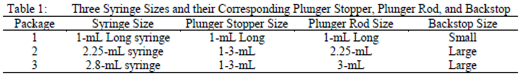 Table 1: Three Syringe Sizes and their Corresponding Plunger Stopper, Plunger Rod, and Backstop
Package Syringe Size Plunger Stopper Size Plunger Rod Size Backstop Size
1 1-mL Long syringe 1-mL Long 1-mL Long Small
2 2.25-mL syringe 1-3-mL 2.25-mL Large
3 2.8-mL syringe 1-3-mL 3-mL Large